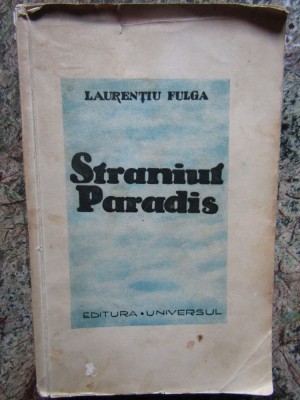 LAURENȚIU FULGA
Straniul
Paradis
EDITURA • UNIVERSUL